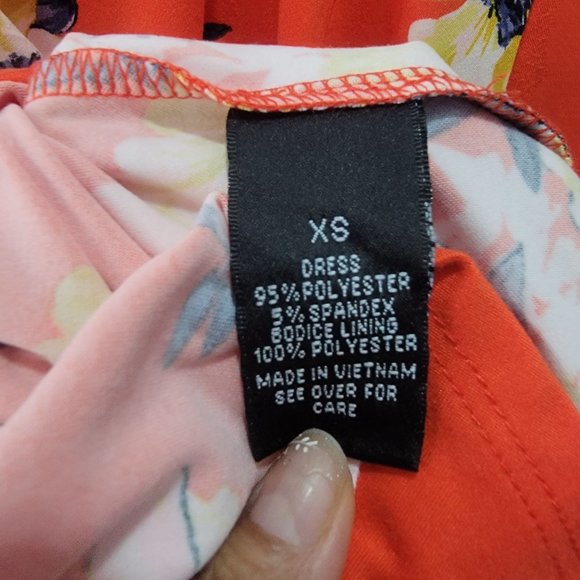 XS
DRESS
95% POLYESTER
5% SPANDEX
BODICE LINING
100% POLYESTER
MADE IN VIETNAM
SEE OVER FOR
CARE